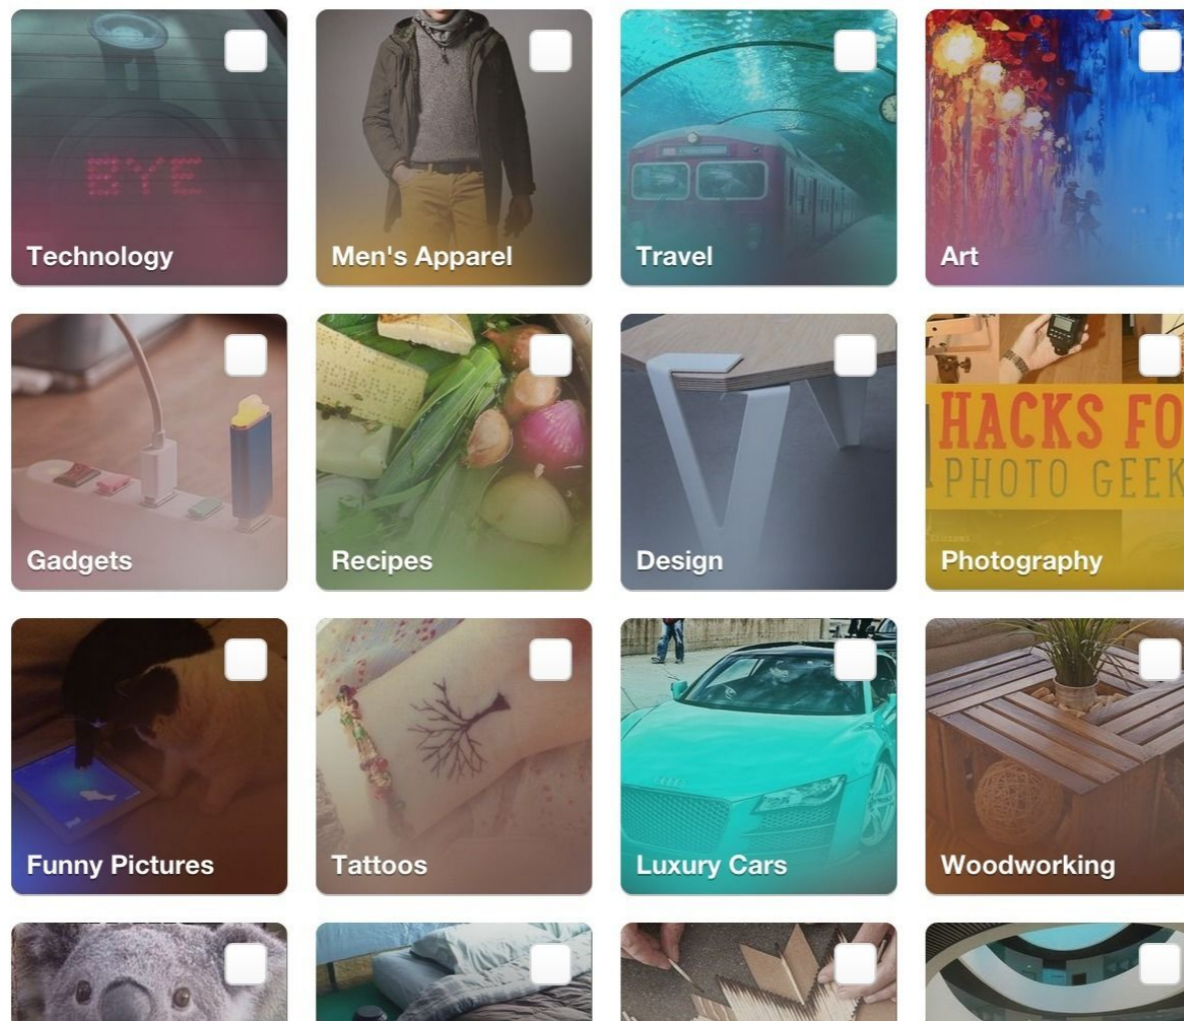 BYE
Technology
Men's Apparel
Travel
Art
Gadgets
Recipes
Design
HACKS FO
PHOTO GEEK
Photography
Funny Pictures
Tattoos
Luxury Cars
Woodworking